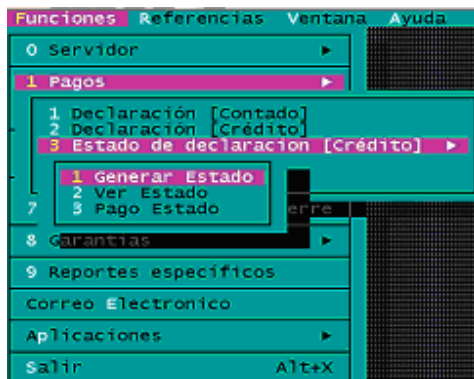 Funciones Referencias Ventana Ayuda
0 Servidor
1 Pagos
1 Declaración [Contado]
2 Declaración [Crédito]
3 Estado de declaracion [Crédito]
1 Generar Estado
2 Ver Estado
3 Pago Estado
7 erre
8 Garantias
9 Reportes específicos
Correo Electronico
Aplicaciones
Salir Alt+X